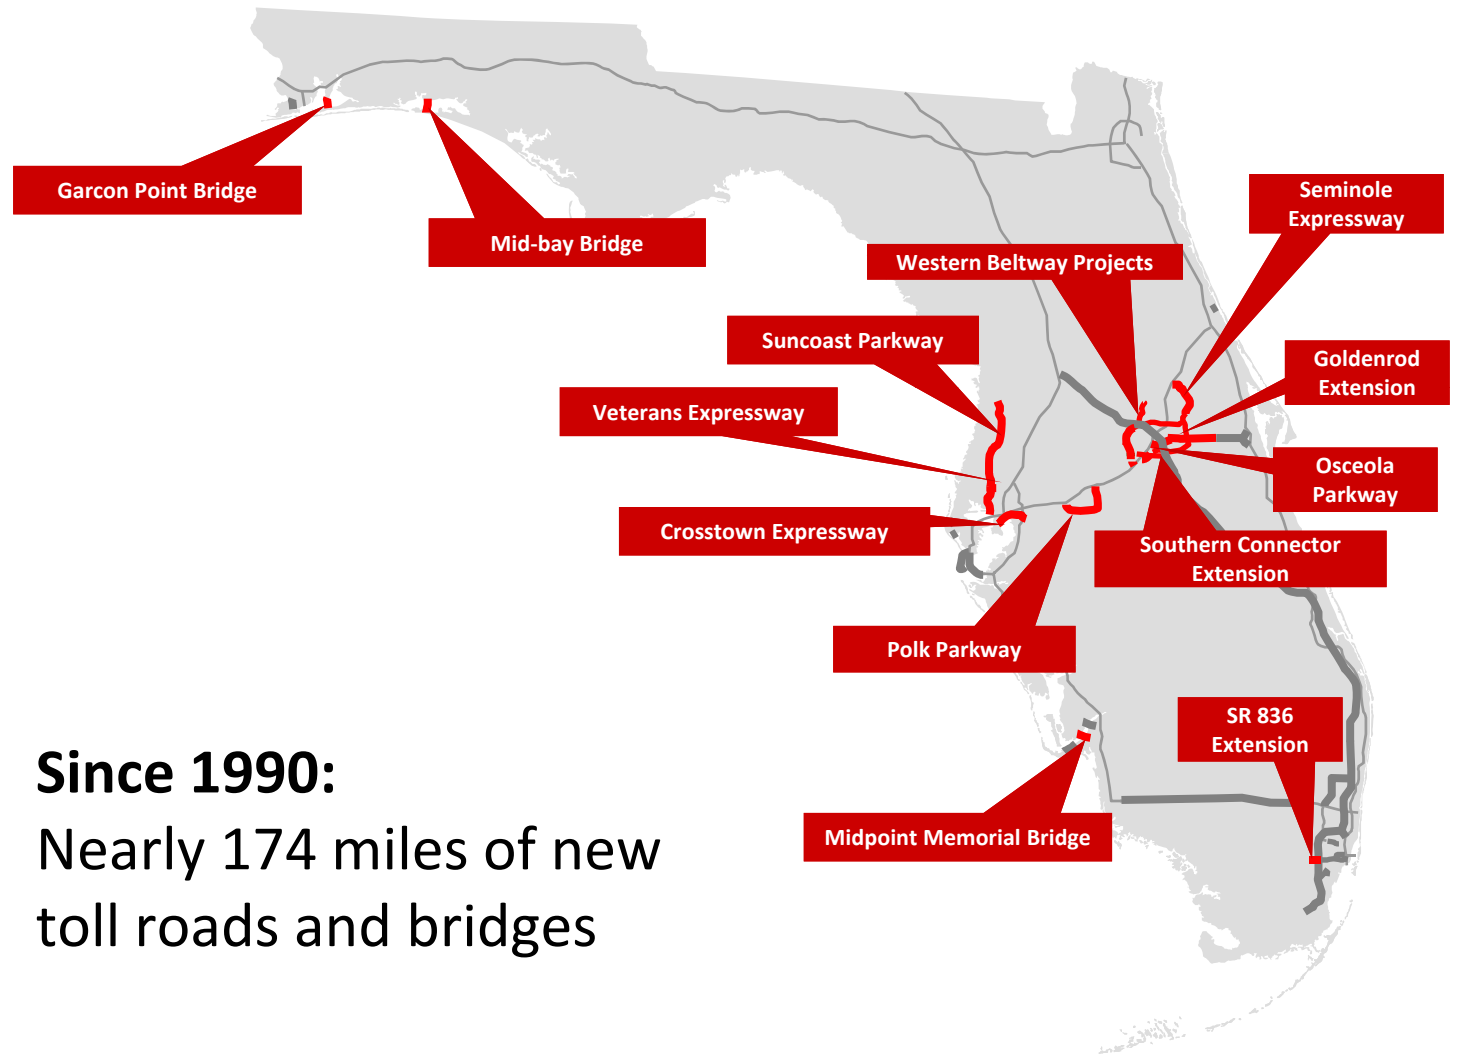 Garcon Point Bridge
Mid-bay Bridge
Seminole
Expressway
Western Beltway Projects
Suncoast Parkway
Goldenrod
Extension
Veterans Expressway
Osceola
Parkway
Crosstown Expressway
Southern Connector
Extension
Polk Parkway
SR 836
Extension
Midpoint Memorial Bridge
Since 1990:
Nearly 174 miles of new
toll roads and bridges